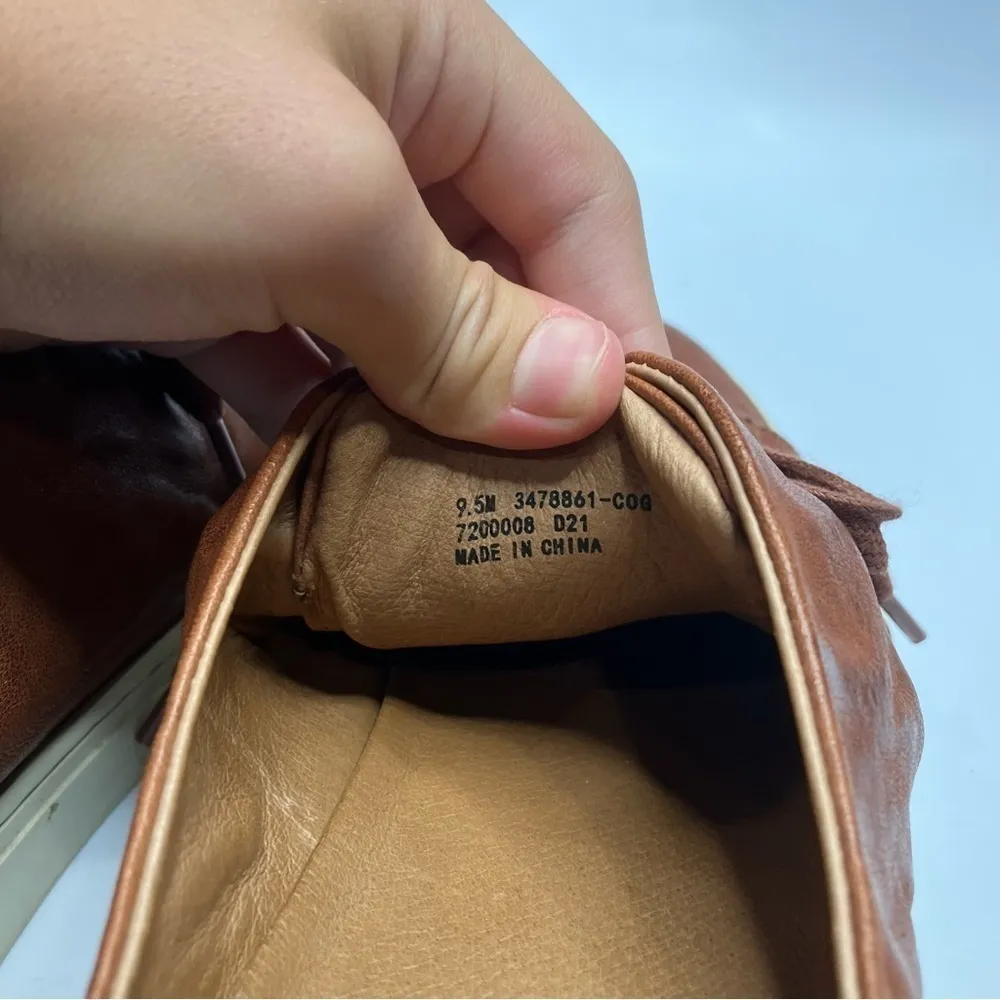 9.5M 3478861-COG
7200008 D21
MADE IN CHINA